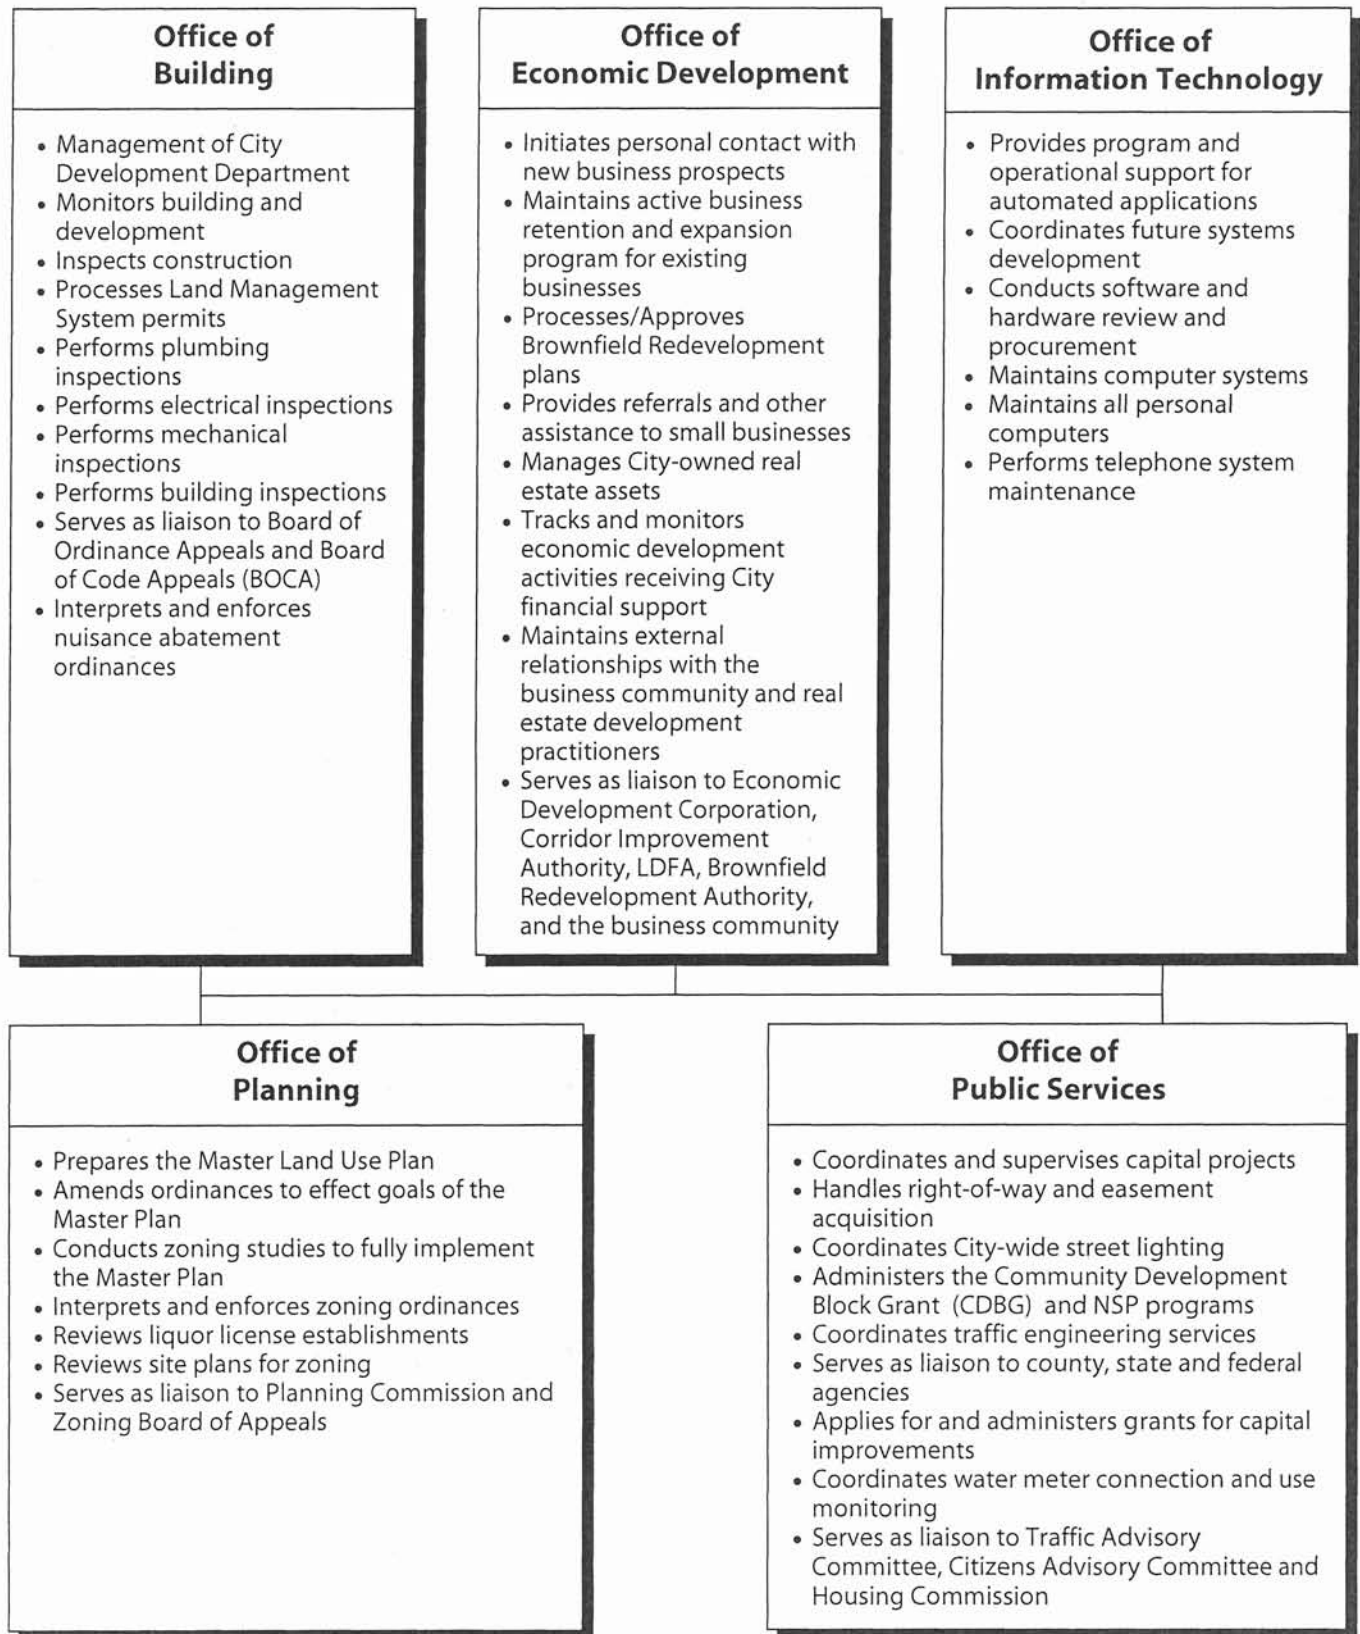 Office of
Building
• Management of City
Development Department
• Monitors building and
development
• Inspects construction
• Processes Land Management
System permits
• Performs plumbing
inspections
• Performs electrical inspections
• Performs mechanical
inspections
• Performs building inspections
• Serves as liaison to Board of
Ordinance Appeals and Board
of Code Appeals (BOCA)
• Interprets and enforces
nuisance abatement
ordinances
Office of
Economic Development
• Initiates personal contact with
new business prospects
• Maintains active business
retention and expansion
program for existing
businesses
• Processes/Approves
Brownfield Redevelopment
plans
• Provides referrals and other
assistance to small businesses
• Manages City-owned real
estate assets
• Tracks and monitors
economic development
activities receiving City
financial support
• Maintains external
relationships with the
business community and real
estate development
practitioners
• Serves as liaison to Economic
Development Corporation,
Corridor Improvement
Authority, LDFA, Brownfield
Redevelopment Authority,
and the business community
Office of
Information Technology
• Provides program and
operational support for
automated applications
• Coordinates future systems
development
• Conducts software and
hardware review and
procurement
• Maintains computer systems
• Maintains all personal
computers
• Performs telephone system
maintenance
Office of
Planning
• Prepares the Master Land Use Plan
• Amends ordinances to effect goals of the
Master Plan
• Conducts zoning studies to fully implement
the Master Plan
• Interprets and enforces zoning ordinances
• Reviews liquor license establishments
• Reviews site plans for zoning
• Serves as liaison to Planning Commission and
Zoning Board of Appeals
Office of
Public Services
• Coordinates and supervises capital projects
• Handles right-of-way and easement
acquisition
• Coordinates City-wide street lighting
• Administers the Community Development
Block Grant (CDBG) and NSP programs
• Coordinates traffic engineering services
• Serves as liaison to county, state and federal
agencies
• Applies for and administers grants for capital
improvements
• Coordinates water meter connection and use
monitoring
• Serves as liaison to Traffic Advisory
Committee, Citizens Advisory Committee and
Housing Commission